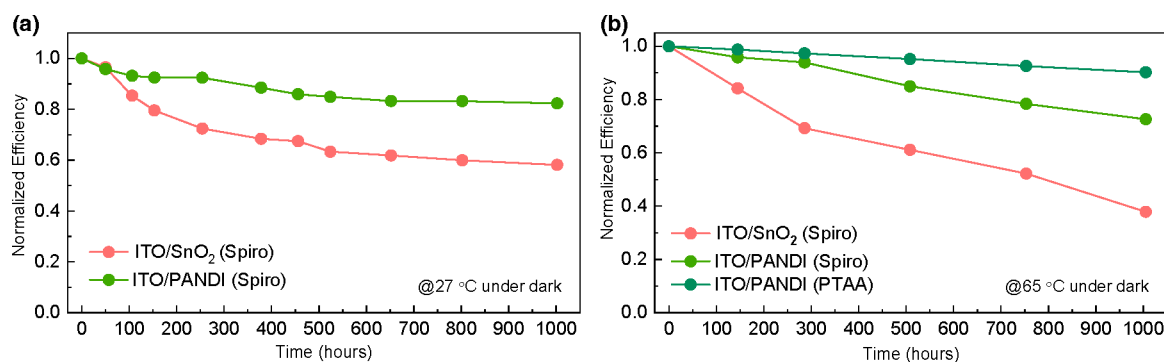 (a)
Normalized Efficiency
1.0
0.8
0.6
0.4
0.2
0.0
ITO/SnO₂ (Spiro)
ITO/PANDI (Spiro)
@27 °C under dark
0 100 200 300 400 500 600 700 800 900 1000
Time (hours)
(b)
Normalized Efficiency
1.0
0.8
0.6
0.4
0.2
0.0
ITO/SnO₂ (Spiro)
ITO/PANDI (Spiro)
ITO/PANDI (PTAA)
@65 °C under dark
0 100 200 300 400 500 600 700 800 900 1000
Time (hours)